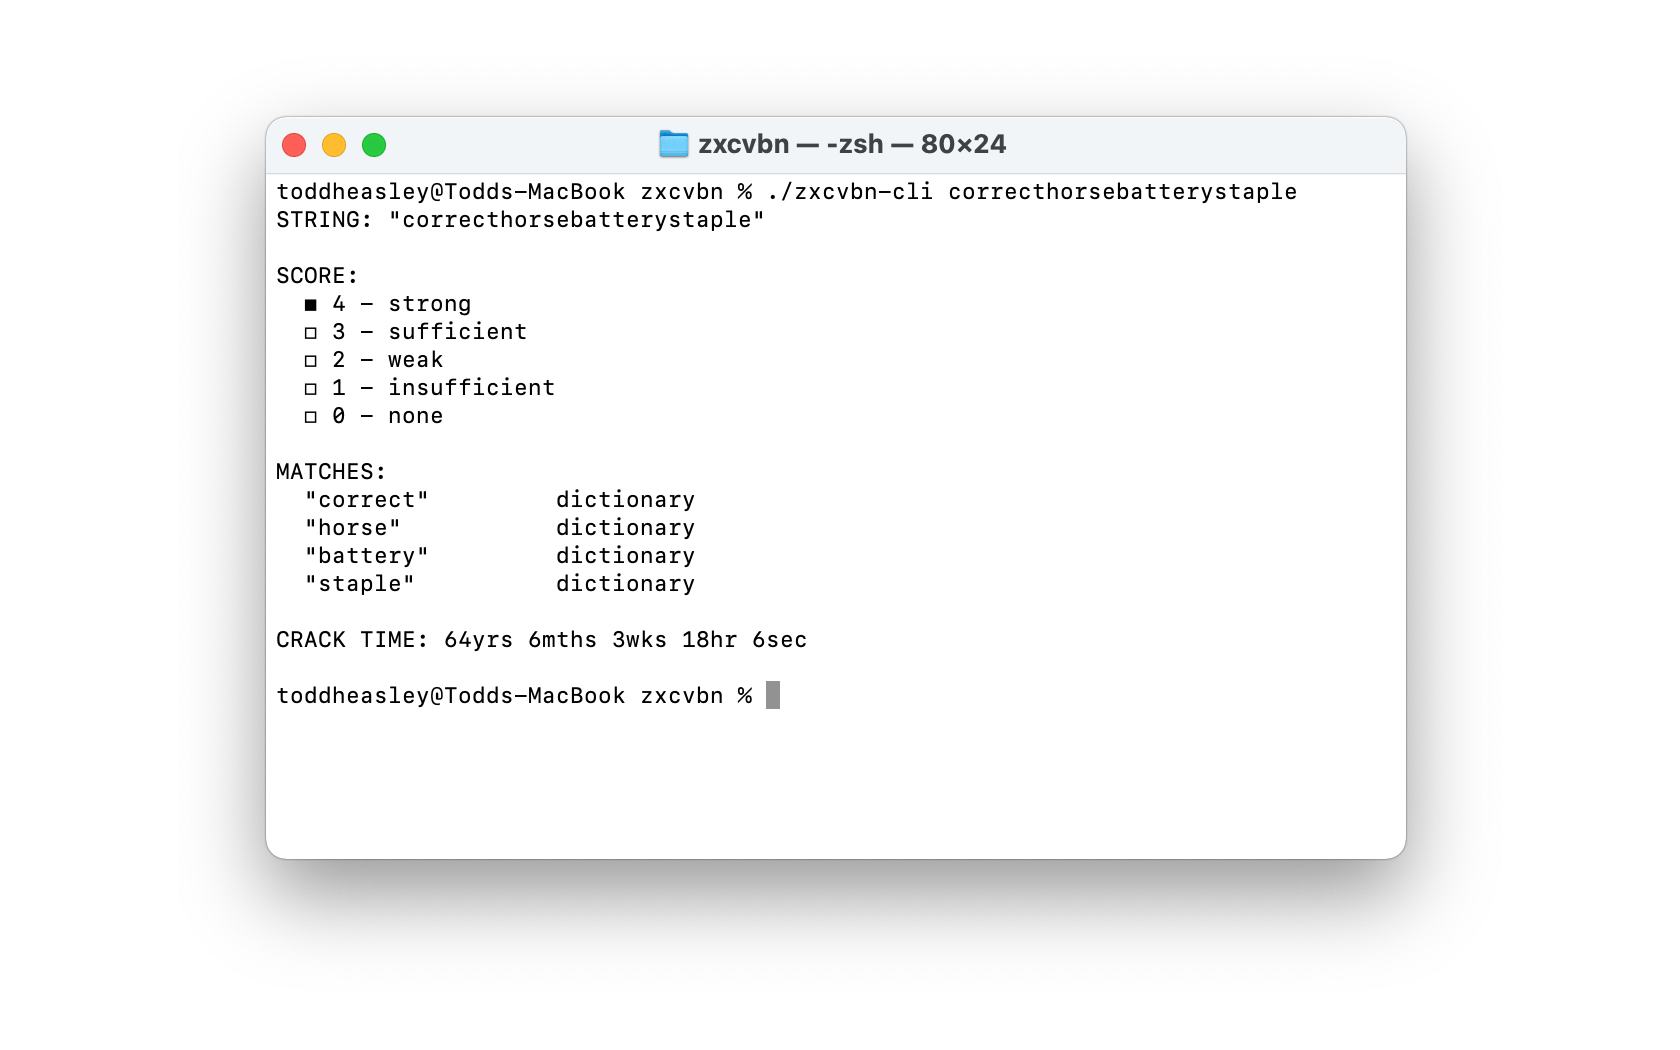 zxcvbn — -zsh — 80×24
toddheasley@Todds-MacBook zxcvbn % ./zxcvbn-cli correcthorsebatterystaple
STRING: "correcthorsebatterystaple"
SCORE:
■ 4 - strong
□ 3 - sufficient
□ 2 - weak
□ 1 - insufficient
□ 0 - none
MATCHES:
"correct" dictionary
"horse" dictionary
"battery" dictionary
"staple" dictionary
CRACK TIME: 64yrs 6mths 3wks 18hr 6sec
toddheasley@Todds-MacBook zxcvbn %